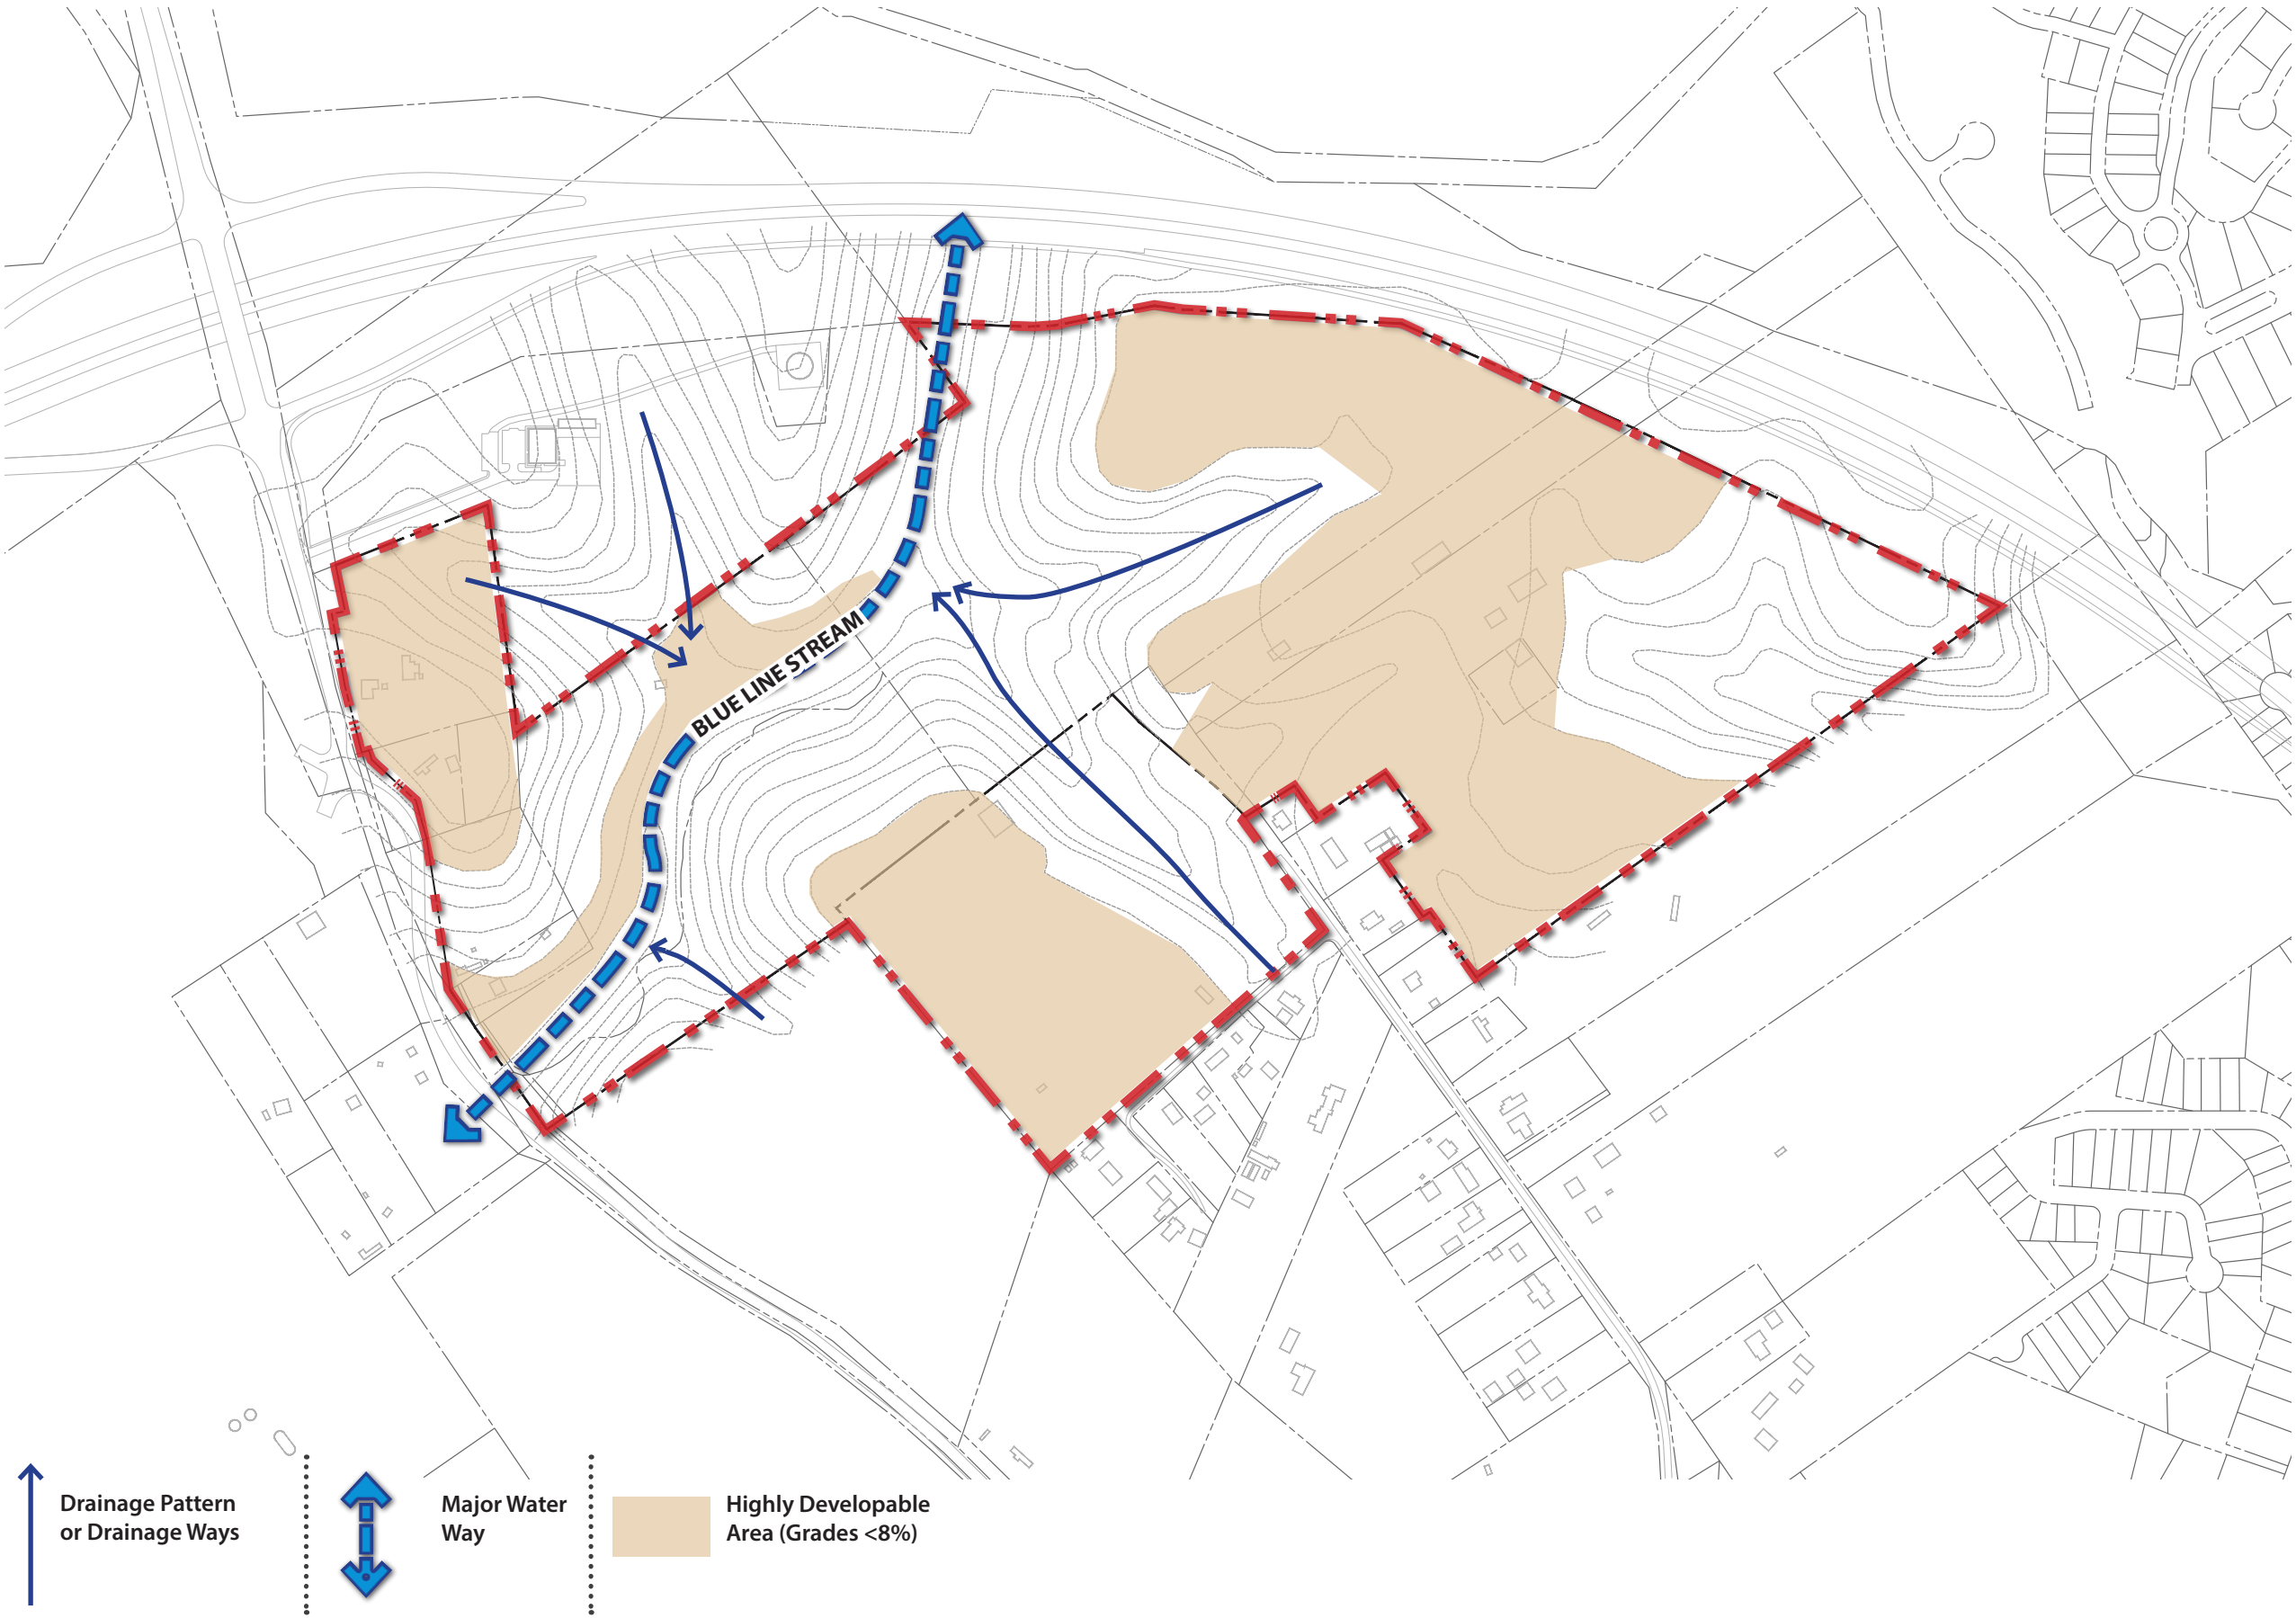 BLUE LINE STREAM
Drainage Pattern
or Drainage Ways
Major Water
Way
Highly Developable
Area (Grades <8%)